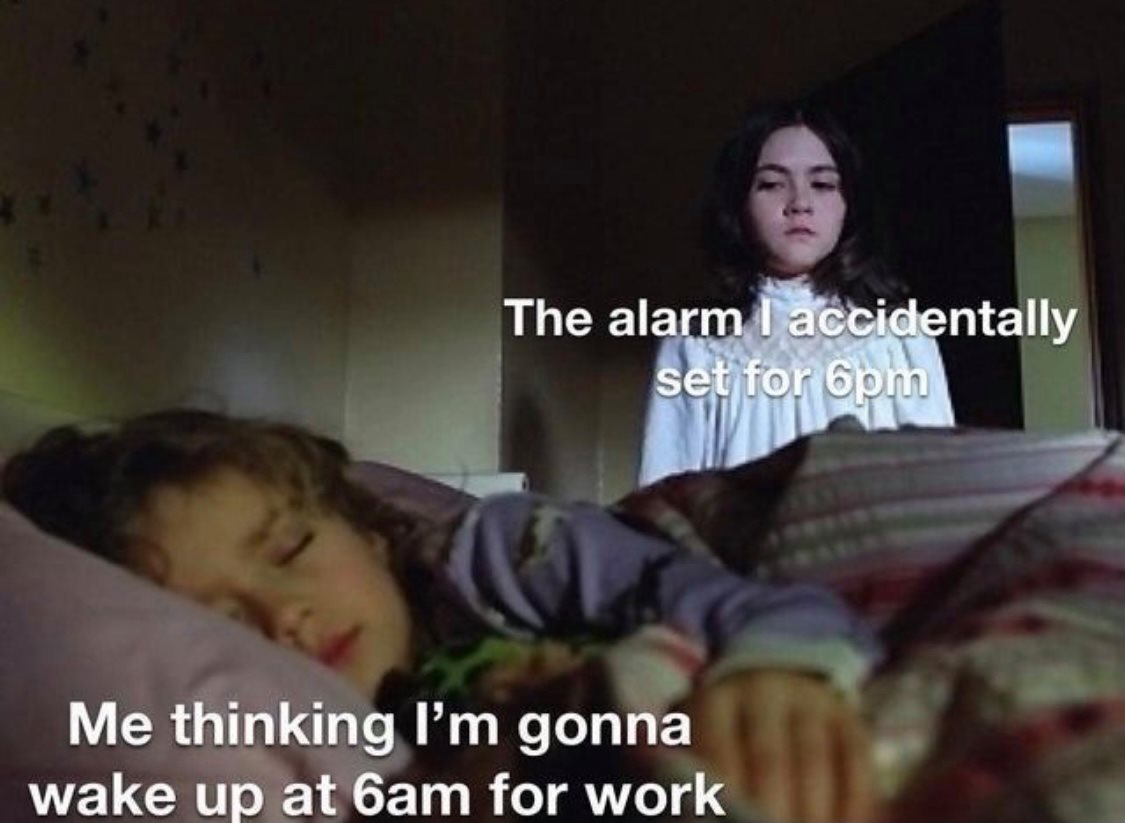 The alarm I accidentally
set for 6pm
Me thinking I’m gonna
wake up at 6am for work